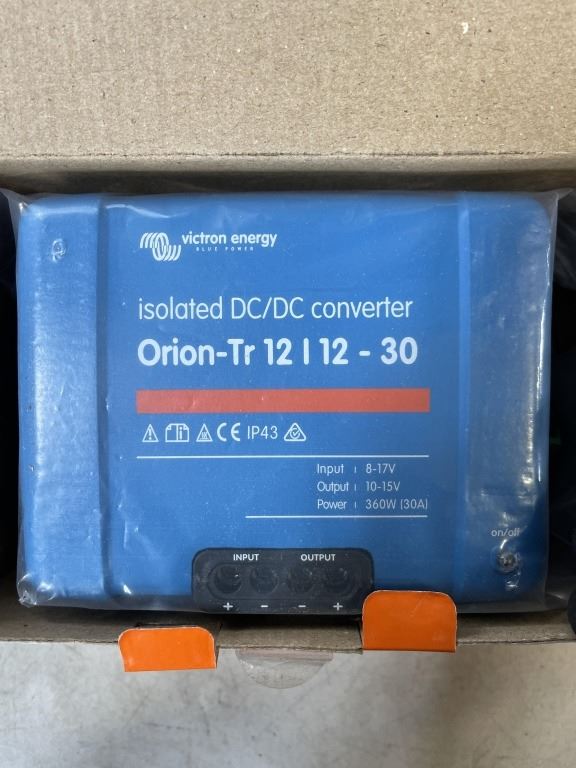 victron energy
BLUE POWER
isolated DC/DC converter
Orion-Tr 12 | 12 - 30
CE IP43
Input : 8-17V
Output : 10-15V
Power : 360W (30A)
on/off
INPUT OUTPUT
+ - - +